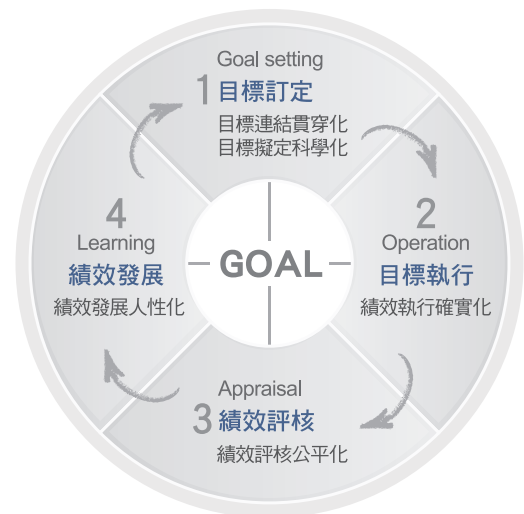 Goal setting
1 目標訂定
目標連結貫穿化
目標擬定科學化
2
Operation
目標執行
績效執行確實化
Appraisal
3 績效評核
績效評核公平化
4
Learning
績效發展
績效發展人性化
GOAL